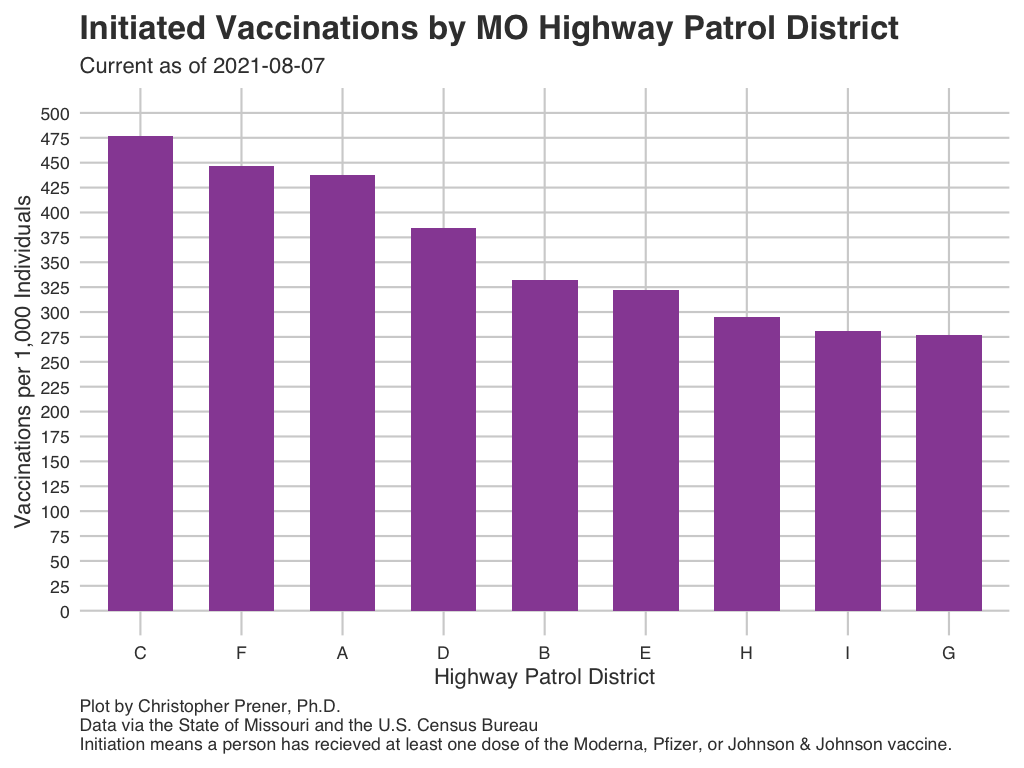 Initiated Vaccinations by MO Highway Patrol District
Current as of 2021-08-07
Vaccinations per 1,000 Individuals
500
475
450
425
400
375
350
325
300
275
250
225
200
175
150
125
100
75
50
25
0
C F A D B E H I G
Highway Patrol District
Plot by Christopher Prener, Ph.D.
Data via the State of Missouri and the U.S. Census Bureau
Initiation means a person has recieved at least one dose of the Moderna, Pfizer, or Johnson & Johnson vaccine.